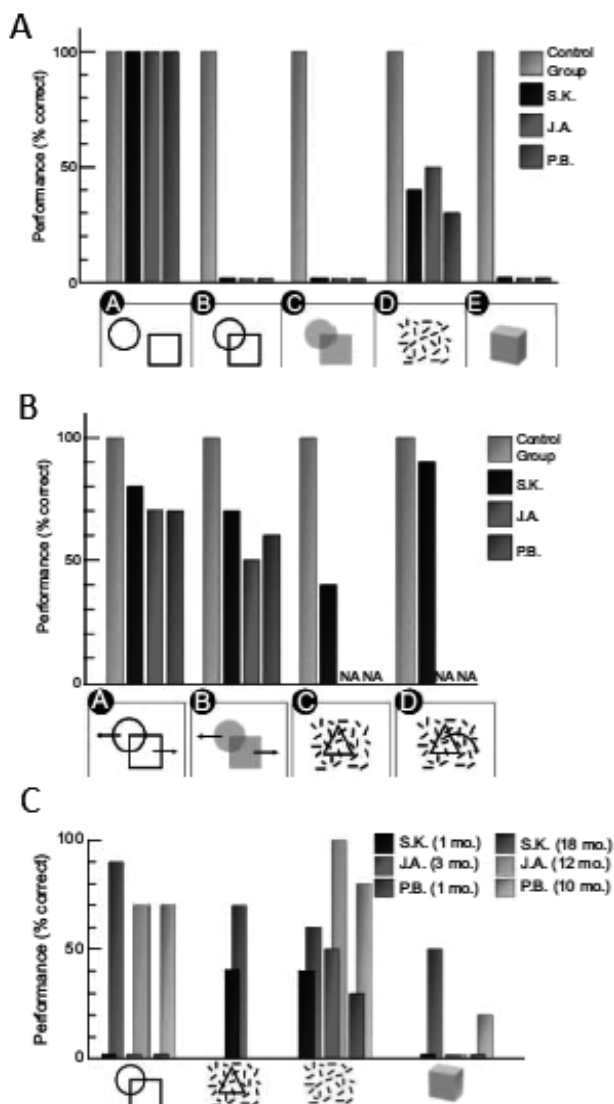 A
100
50
0
Performance (% correct)
Control
Group
S.K.
J.A.
P.B.
A
B
C
D
E
B
100
50
0
Performance (% correct)
Control
Group
S.K.
J.A.
P.B.
NA NA
NA NA
A
B
C
D
C
100
50
0
Performance (% correct)
S.K. (1 mo.)
J.A. (3 mo.)
P.B. (1 mo.)
S.K. (18 mo.)
J.A. (12 mo.)
P.B. (10 mo.)